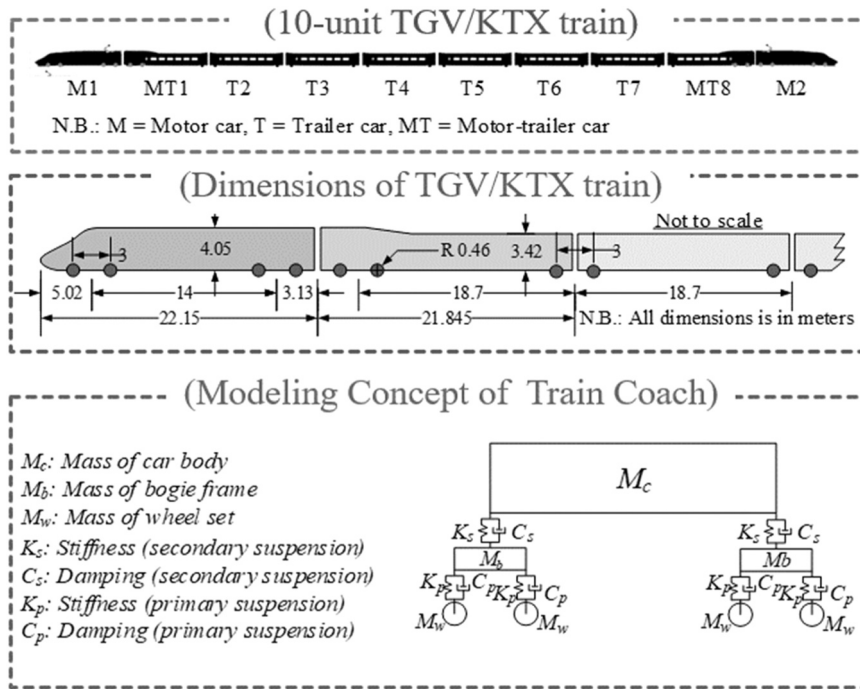 (10-unit TGV/KTX train)
M1 MT1 T2 T3 T4 T5 T6 T7 MT8 M2
N.B.: M = Motor car, T = Trailer car, MT = Motor-trailer car
(Dimensions of TGV/KTX train)
Not to scale
3 4.05 R 0.46 3.42 3
5.02 14 3.13 18.7 18.7
22.15 21.845 N.B.: All dimensions is in meters
(Modeling Concept of Train Coach)
Mc: Mass of car body
Mb: Mass of bogie frame
Mw: Mass of wheel set
Ks: Stiffness (secondary suspension)
Cs: Damping (secondary suspension)
Kp: Stiffness (primary suspension)
Cp: Damping (primary suspension)
Mc
Ks Cs Ks Cs
Mb Mb
Kp Cp Kp Cp Kp Cp Kp Cp
Mw Mw Mw Mw